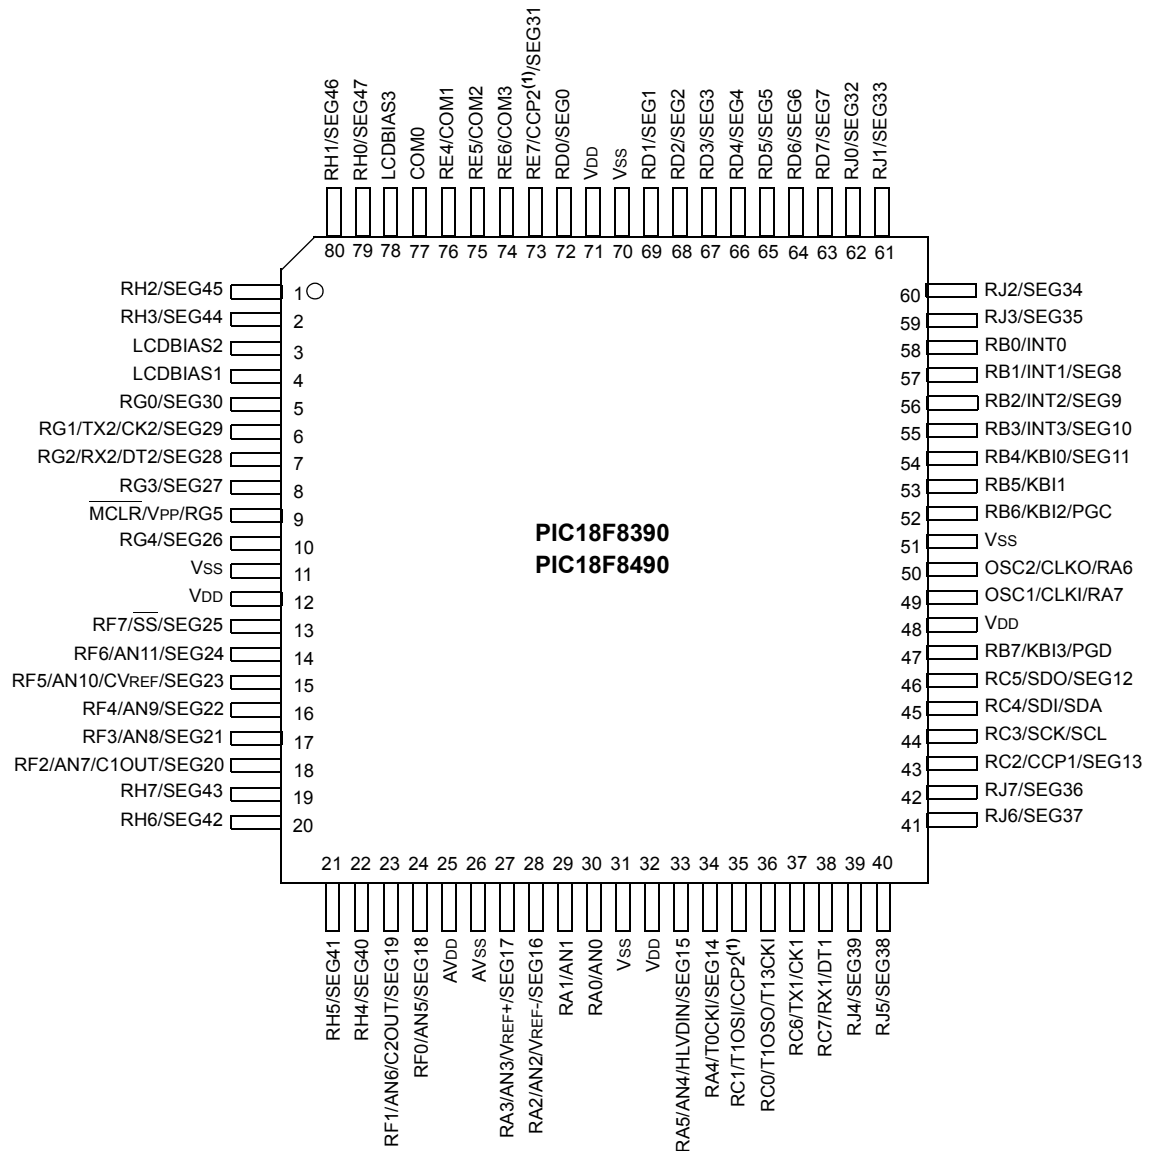 RH1/SEG46
RH0/SEG47
LCDBIAS3
COM0
RE4/COM1
RE5/COM2
RE6/COM3
RE7/CCP2(1)/SEG31
RD0/SEG0
VDD
VSS
RD1/SEG1
RD2/SEG2
RD3/SEG3
RD4/SEG4
RD5/SEG5
RD6/SEG6
RD7/SEG7
RJ0/SEG32
RJ1/SEG33
80 79 78 77 76 75 74 73 72 71 70 69 68 67 66 65 64 63 62 61
RH2/SEG45 1
RH3/SEG44 2
LCDBIAS2 3
LCDBIAS1 4
RG0/SEG30 5
RG1/TX2/CK2/SEG29 6
RG2/RX2/DT2/SEG28 7
RG3/SEG27 8
MCLR/VPP/RG5 9
RG4/SEG26 10
VSS 11
VDD 12
RF7/SS/SEG25 13
RF6/AN11/SEG24 14
RF5/AN10/CVREF/SEG23 15
RF4/AN9/SEG22 16
RF3/AN8/SEG21 17
RF2/AN7/C1OUT/SEG20 18
RH7/SEG43 19
RH6/SEG42 20
PIC18F8390
PIC18F8490
60 RJ2/SEG34
59 RJ3/SEG35
58 RB0/INT0
57 RB1/INT1/SEG8
56 RB2/INT2/SEG9
55 RB3/INT3/SEG10
54 RB4/KBI0/SEG11
53 RB5/KBI1
52 RB6/KBI2/PGC
51 VSS
50 OSC2/CLKO/RA6
49 OSC1/CLKI/RA7
48 VDD
47 RB7/KBI3/PGD
46 RC5/SDO/SEG12
45 RC4/SDI/SDA
44 RC3/SCK/SCL
43 RC2/CCP1/SEG13
42 RJ7/SEG36
41 RJ6/SEG37
21 22 23 24 25 26 27 28 29 30 31 32 33 34 35 36 37 38 39 40
RH5/SEG41
RH4/SEG40
RF1/AN6/C2OUT/SEG19
RF0/AN5/SEG18
AVDD
AVSS
RA3/AN3/VREF+/SEG17
RA2/AN2/VREF-/SEG16
RA1/AN1
RA0/AN0
VSS
VDD
RA5/AN4/HLVDIN/SEG15
RA4/T0CKI/SEG14
RC1/T1OSI/CCP2(1)
RC0/T1OSO/T13CKI
RC6/TX1/CK1
RC7/RX1/DT1
RJ4/SEG39
RJ5/SEG38